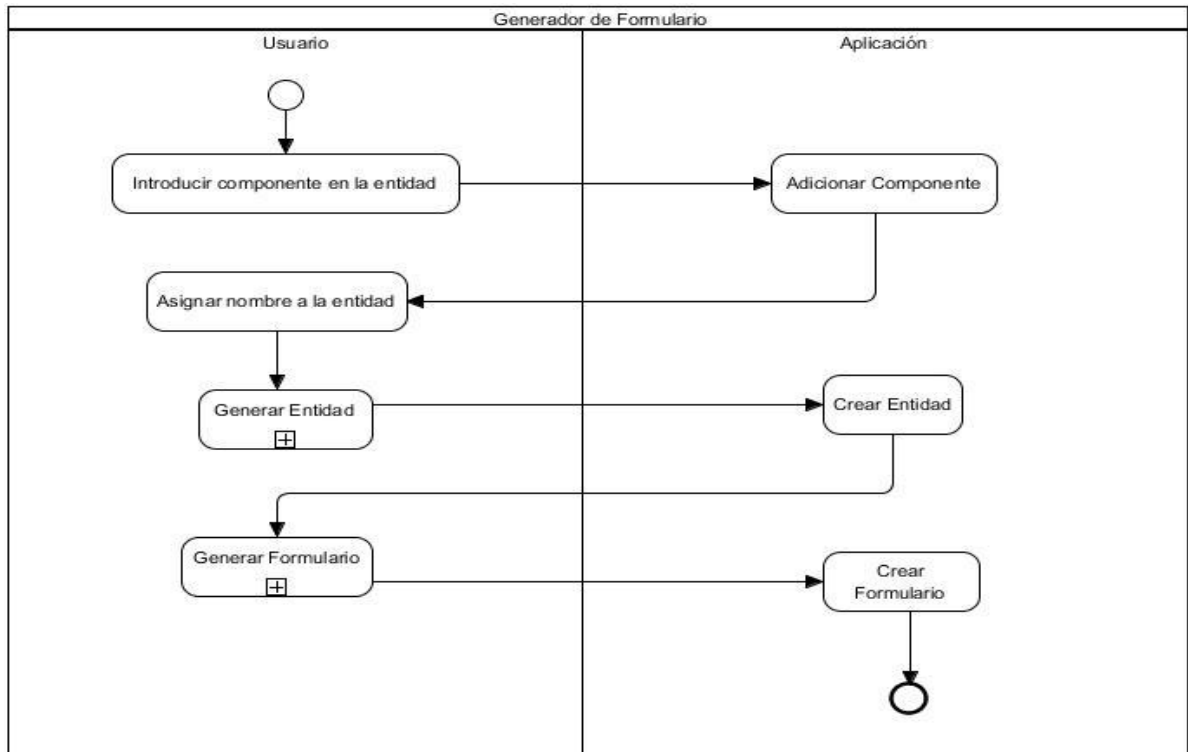 Generador de Formulario
Usuario
Aplicación
Introducir componente en la entidad
Adicionar Componente
Asignar nombre a la entidad
Generar Entidad
Crear Entidad
Generar Formulario
Crear
Formulario